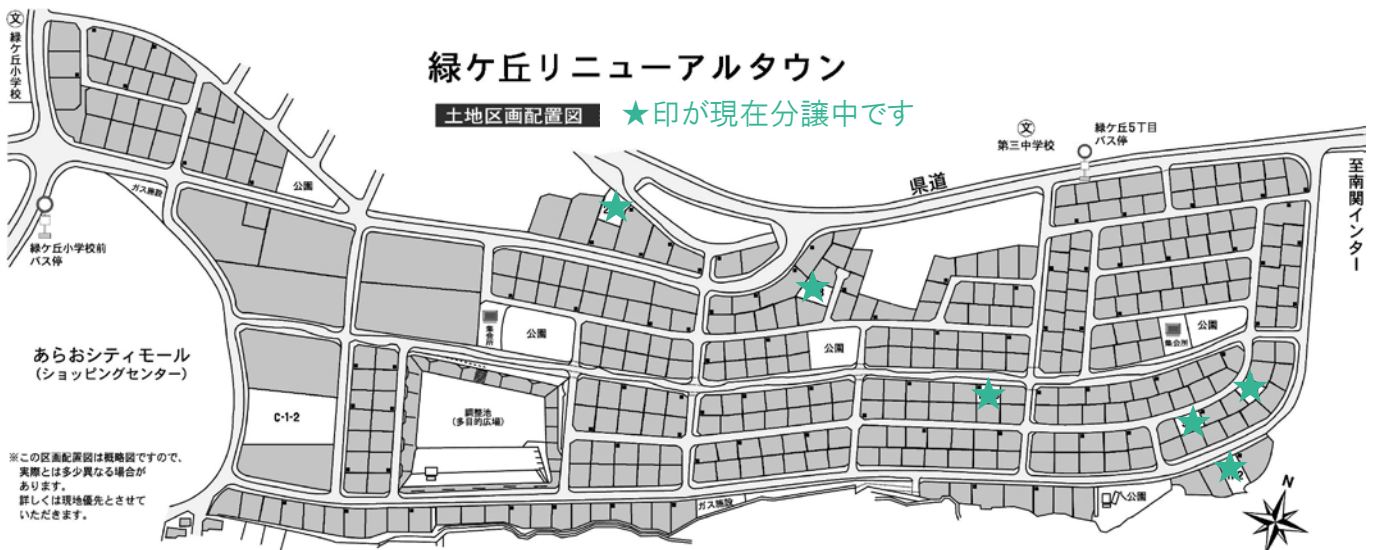 文
緑ケ丘小学校
緑ケ丘リニューアルタウン
土地区画配置図
★印が現在分譲中です
文
第三中学校
緑ケ丘5丁目
バス停
県道
至南関インター
公園
ガス施設
緑ケ丘小学校前
バス停
集会所
公園
公園
集会所
公園
あらおシティモール
(ショッピングセンター)
C-1-2
調整池
(多目的広場)
※この区画配置図は概略図ですので、
実際とは多少異なる場合が
あります。
詳しくは現地優先とさせて
いただきます。
ガス施設
公園
N